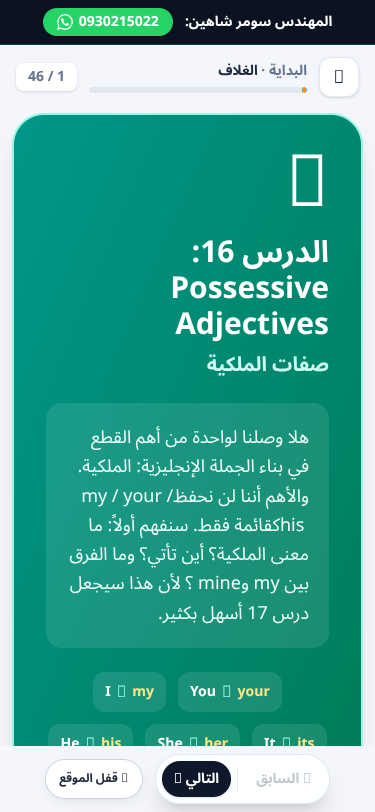 المهندس سومر شاهين: 0930215022
البداية · الغلاف
46 / 1
الدرس 16:
Possessive
Adjectives
صفات الملكية
هلا وصلنا لواحدة من أهم القطع
في بناء الجملة الإنجليزية: الملكية.
والأهم أننا لن نحفظ my / your /
his كقائمة فقط. سنفهم أولاً: ما
معنى الملكية؟ أين تأتي؟ وما الفرق
بين my وmine ؟ لأن هذا سيجعل
درس 17 أسهل بكثير.
I my
You your
He his
She her
It its
السابق
التالي
قفل الموقع